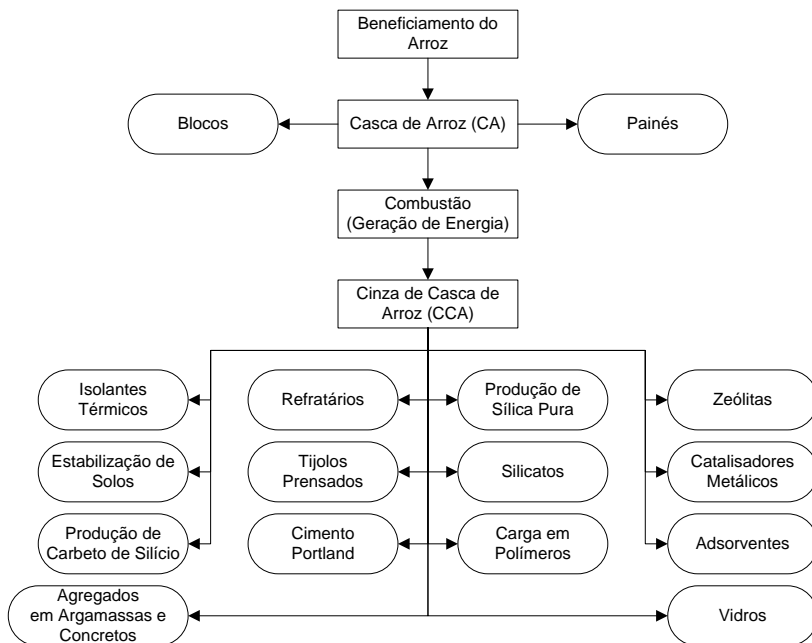 Beneficiamento do
Arroz
Blocos
Casca de Arroz (CA)
Painés
Combustão
(Geração de Energia)
Cinza de Casca de
Arroz (CCA)
Isolantes
Térmicos
Refratários
Produção de
Sílica Pura
Zeólitas
Estabilização de
Solos
Tijolos
Prensados
Silicatos
Catalisadores
Metálicos
Produção de
Carbeto de Silício
Cimento
Portland
Carga em
Polímeros
Adsorventes
Agregados
em Argamassas e
Concretos
Vidros